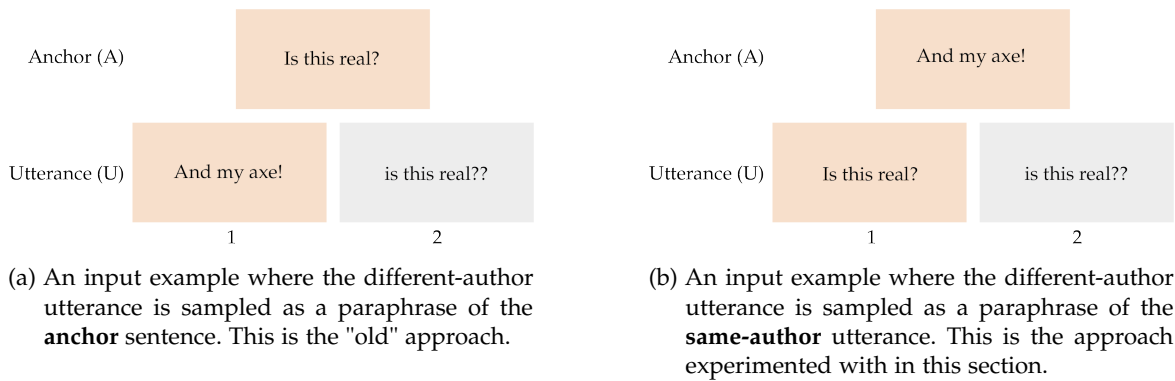 Anchor (A)
Is this real?
Utterance (U)
And my axe!
is this real??
1
2
(a) An input example where the different-author
utterance is sampled as a paraphrase of the
anchor sentence. This is the "old" approach.
Anchor (A)
And my axe!
Utterance (U)
Is this real?
is this real??
1
2
(b) An input example where the different-author
utterance is sampled as a paraphrase of the
same-author utterance. This is the approach
experimented with in this section.